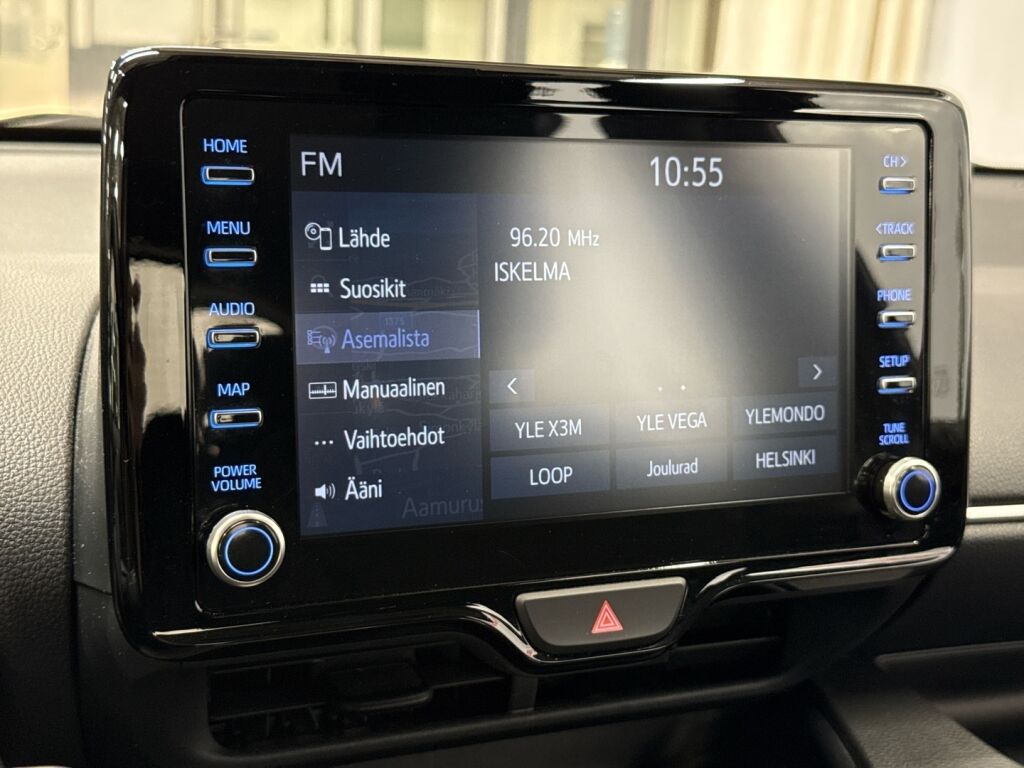 HOME
MENU
AUDIO
MAP
POWER
VOLUME
FM
10:55
Lähde
Suosikit
Asemalista
Manuaalinen
Vaihtoehdot
Ääni
Aamurus
96.20 MHz
ISKELMA
<
>
YLE X3M
YLE VEGA
YLEMONDO
LOOP
Joulurad
HELSINKI
CH>
<TRACK
PHONE
SETUP
TUNE
SCROLL